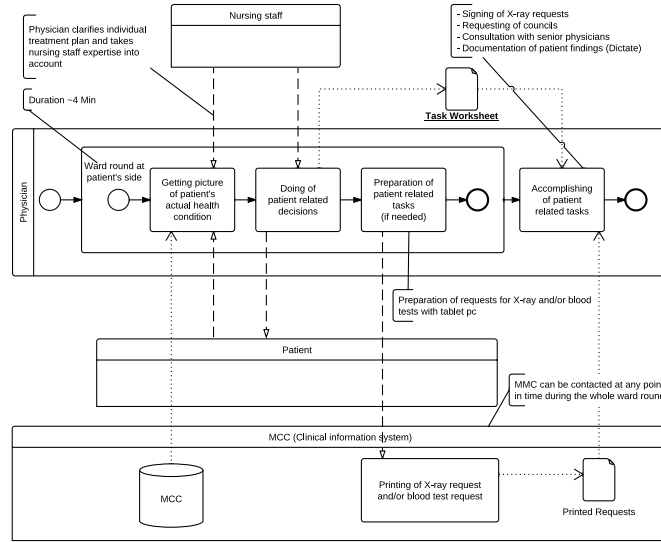 Nursing staff
Physician clarifies individual
treatment plan and takes
nursing staff expertise into
account
- Signing of X-ray requests
- Requesting of councils
- Consultation with senior physicians
- Documentation of patient findings (Dictate)
Duration ~4 Min
Task Worksheet
Physician
Ward round at
patient's side
Getting picture
of patient's
actual health
condition
Doing of
patient related
decisions
Preparation of
patient related
tasks
(if needed)
Accomplishing
of patient
related tasks
Preparation of requests for X-ray and/or blood
tests with tablet pc
Patient
MMC can be contacted at any poin
in time during the whole ward roun
MCC (Clinical information system)
MCC
Printing of X-ray request
and/or blood test request
Printed Requests